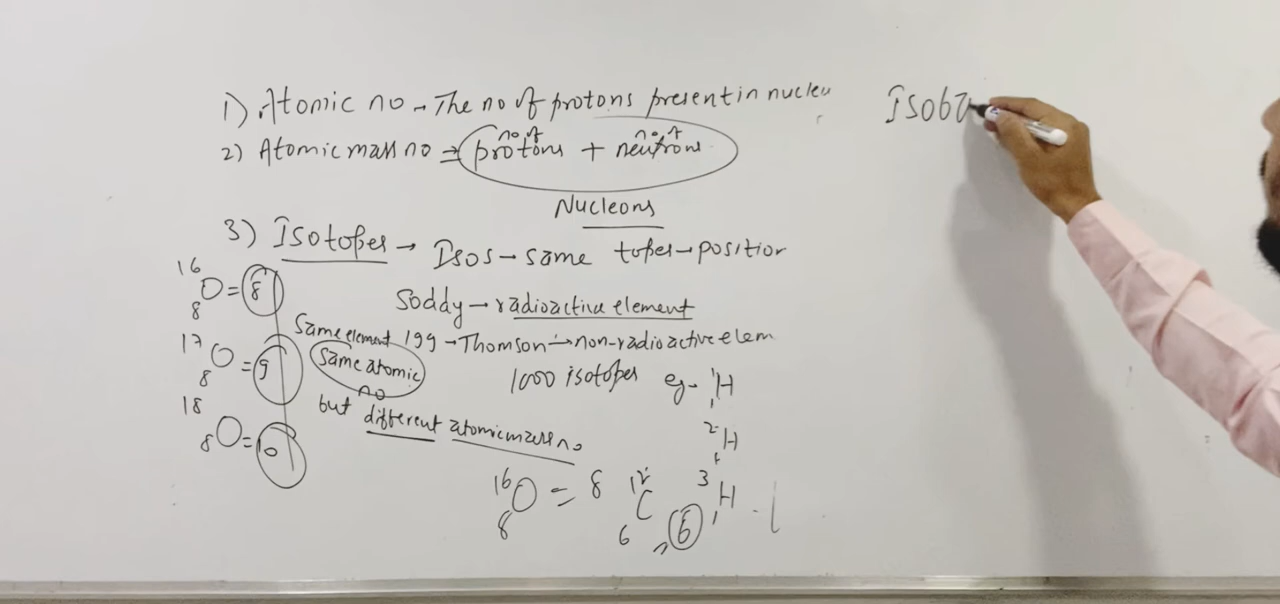 1) Atomic no - The no of protons present in nucleu
Isoba
no of no of
2) Atomic mass no ⇒ protons + neutrons
Nucleons
3) Isotopes → Isos - same topes - position
16
8 O = 8
Soddy → radioactive element
Same element 199 - Thomson → non-radioactive elem
17
8 O = 9
Same atomic
no
1000 isotopes eg- 1 1 H
but different atomic mass no
18
8 O = 10
2 1 H
16 8 O = 8
12 6 C 6
3 1 H